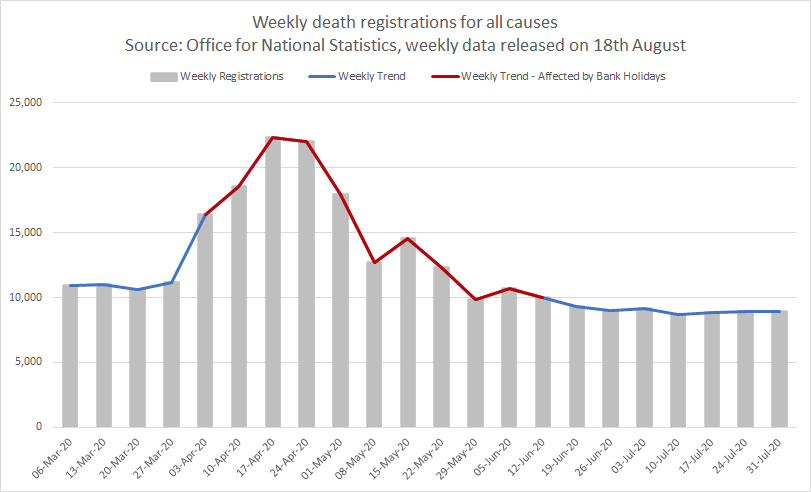 Weekly death registrations for all causes
Source: Office for National Statistics, weekly data released on 18th August
Weekly Registrations Weekly Trend Weekly Trend - Affected by Bank Holidays
25,000
20,000
15,000
10,000
5,000
0
06-Mar-20 13-Mar-20 20-Mar-20 27-Mar-20 03-Apr-20 10-Apr-20 17-Apr-20 24-Apr-20 01-May-20 08-May-20 15-May-20 22-May-20 29-May-20 05-Jun-20 12-Jun-20 19-Jun-20 26-Jun-20 03-Jul-20 10-Jul-20 17-Jul-20 24-Jul-20 31-Jul-20